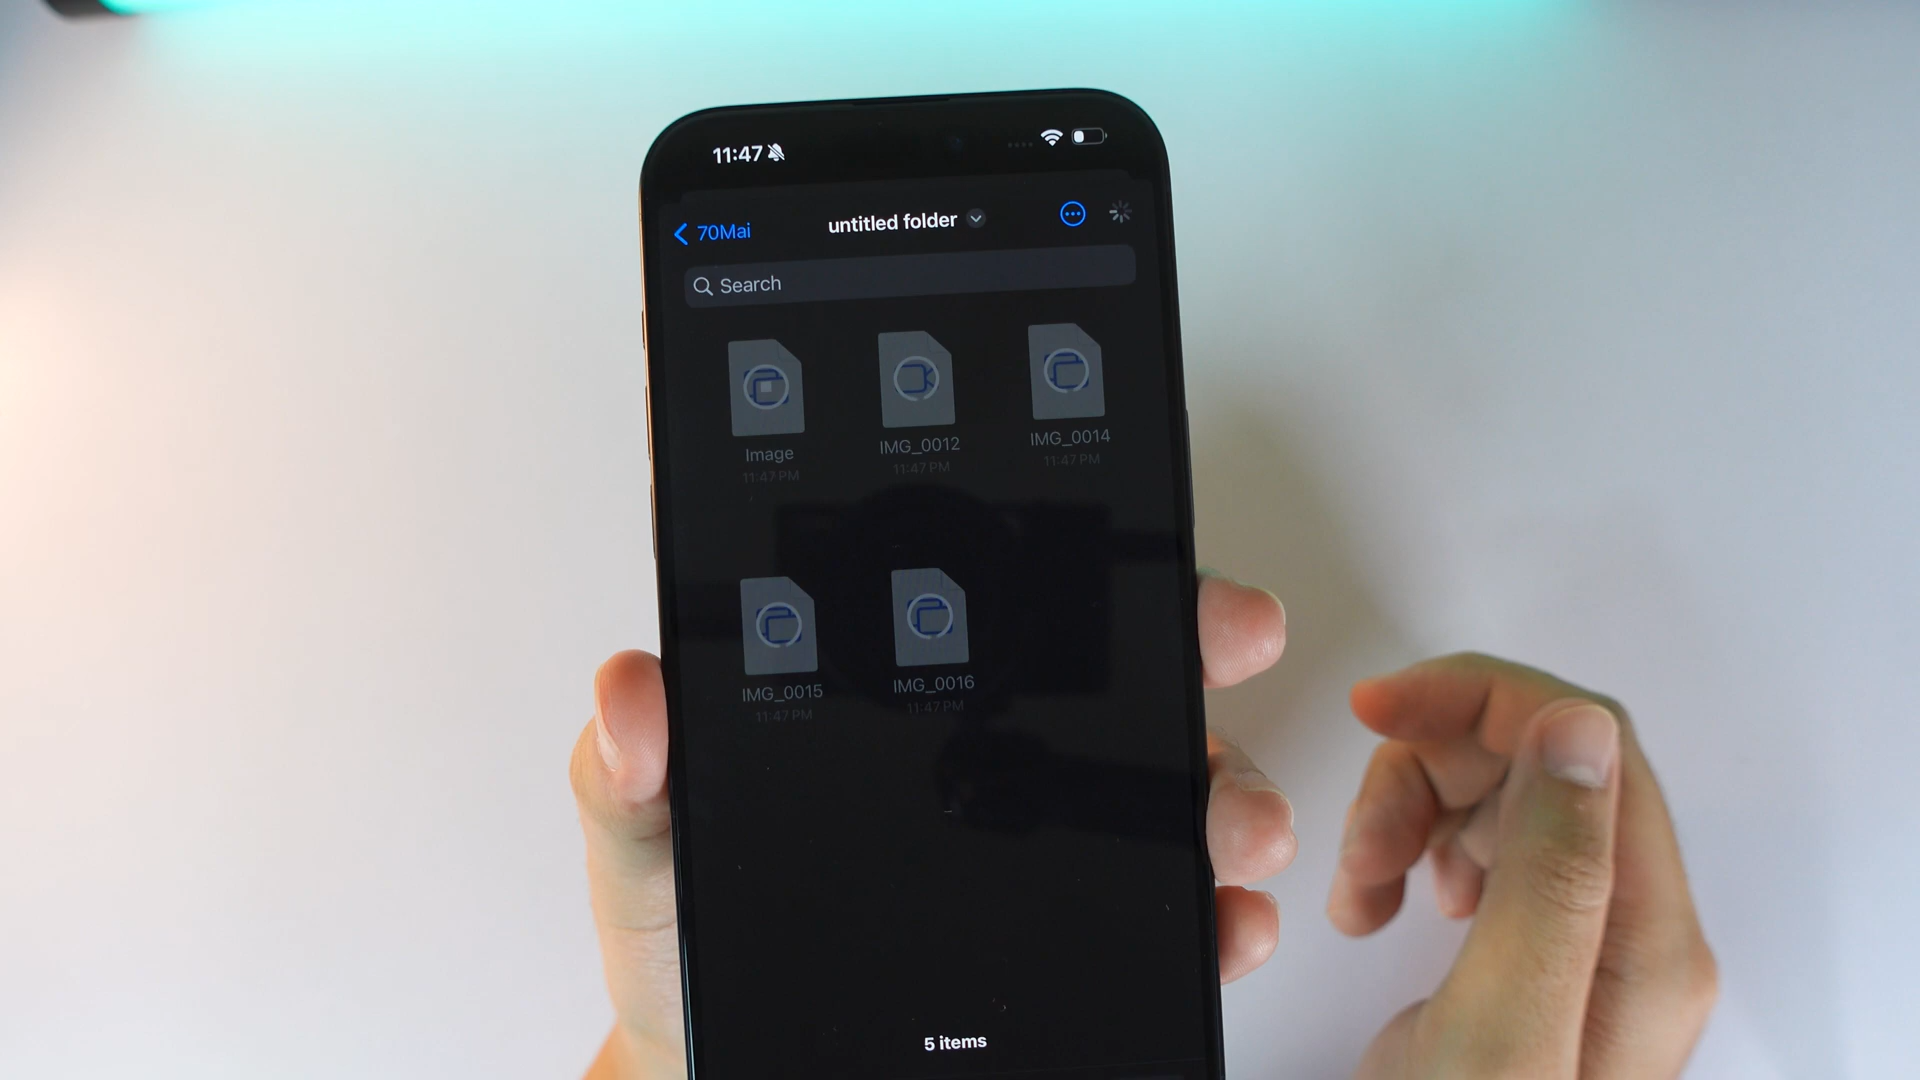 11:47
70Mai
untitled folder
Search
Image
11:47 PM
IMG_0012
11:47 PM
IMG_0014
11:47 PM
IMG_0015
11:47 PM
IMG_0016
11:47 PM
5 items